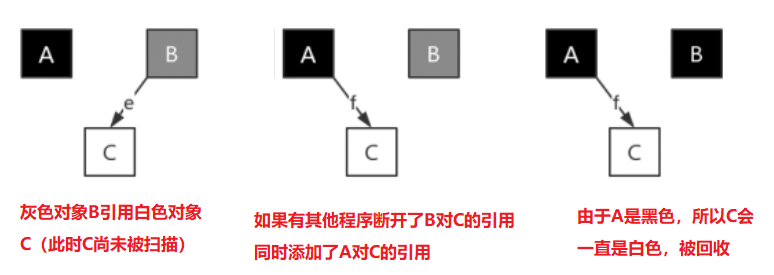 A
B
e
C
灰色对象B引用白色对象
C（此时C尚未被扫描）
A
B
f
C
如果有其他程序断开了B对C的引用
同时添加了A对C的引用
A
B
f
C
由于A是黑色，所以C会
一直是白色，被回收